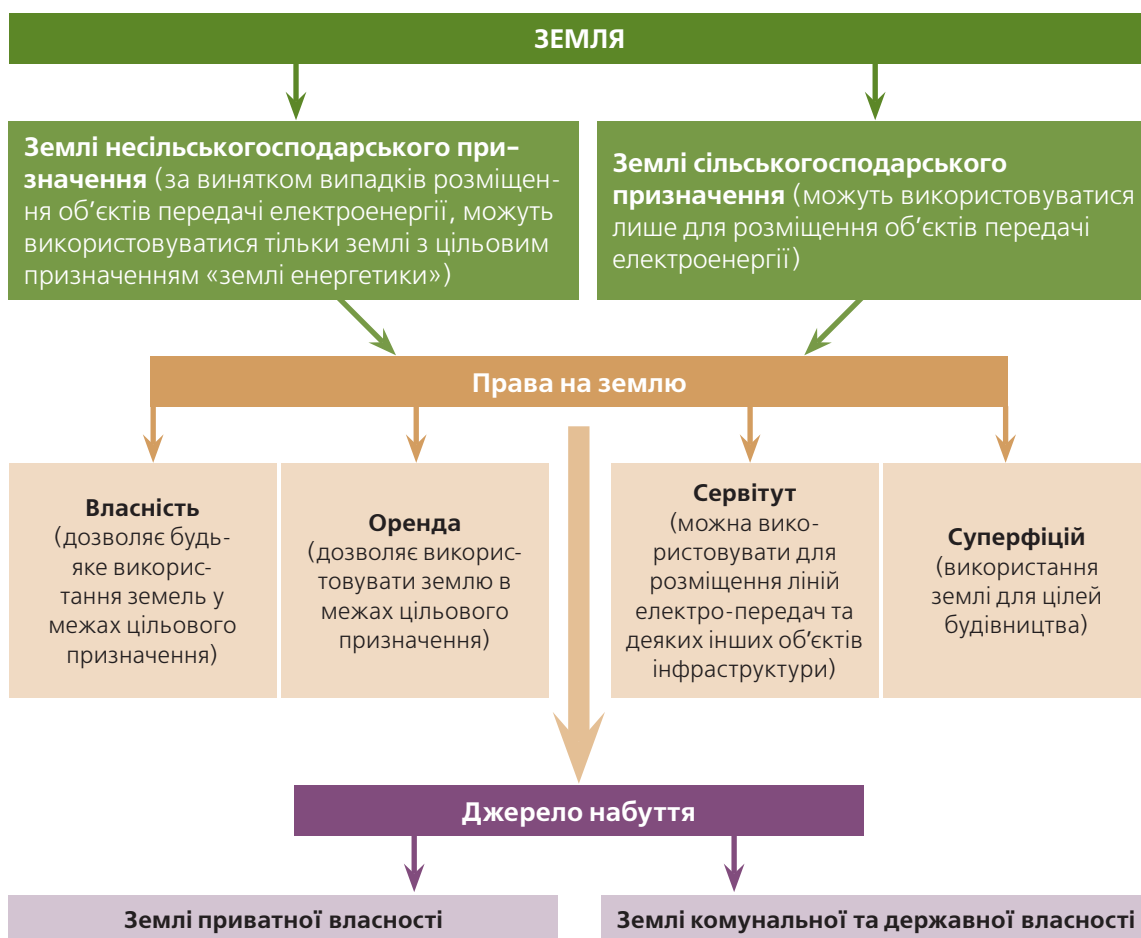 ЗЕМЛЯ
Землі несільськогосподарського при-
значення (за винятком випадків розміщен-
ня об’єктів передачі електроенергії, можуть
використовуватися тільки землі з цільовим
призначенням «землі енергетики»)
Землі сільськогосподарського
призначення (можуть використовуватися
лише для розміщення об’єктів передачі
електроенергії)
Права на землю
Власність
(дозволяє будь-
яке викорис-
тання земель у
межах цільового
призначення)
Оренда
(дозволяє викорис-
товувати землю в
межах цільового
призначення)
Сервітут
(можна вико-
ристовувати для
розміщення ліній
електро-передач та
деяких інших об’єктів
інфраструктури)
Суперфіцій
(використання
землі для цілей
будівництва)
Джерело набуття
Землі приватної власності
Землі комунальної та державної власності